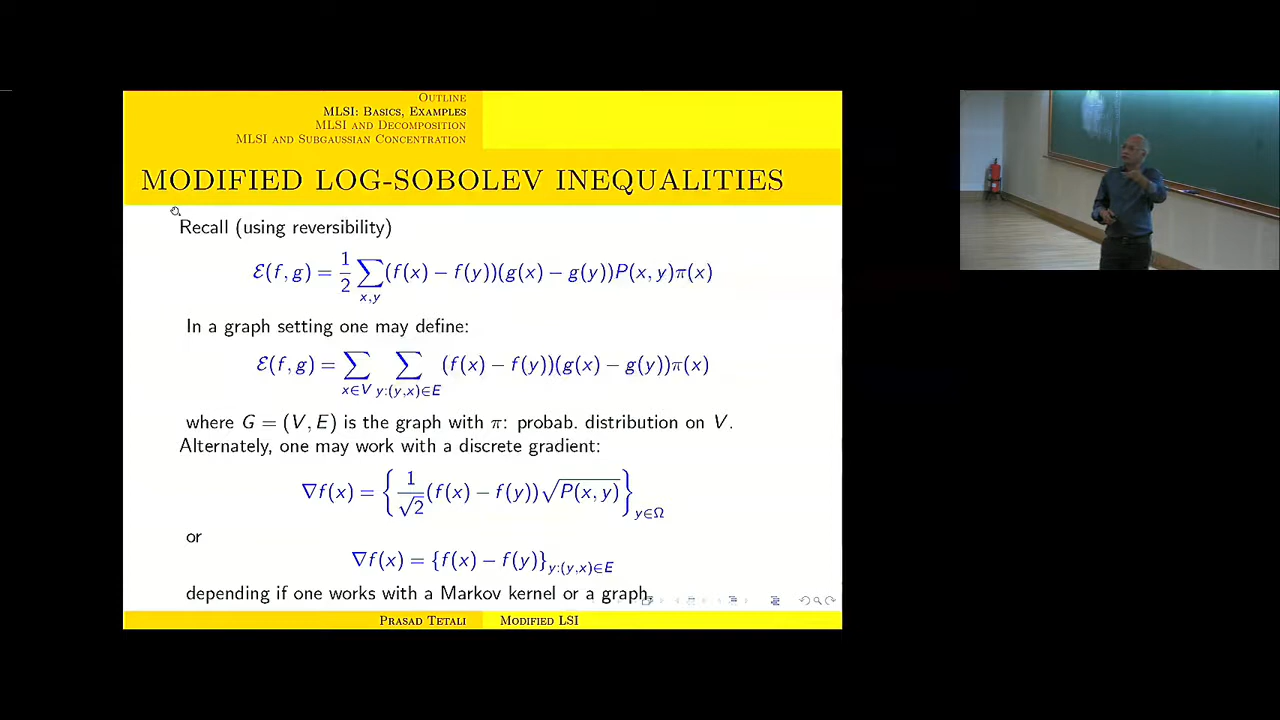 OUTLINE
MLSI: BASICS, EXAMPLES
MLSI AND DECOMPOSITION
MLSI AND SUBGAUSSIAN CONCENTRATION
MODIFIED LOG-SOBOLEV INEQUALITIES
Recall (using reversibility)
ℰ(f, g) = 1/2 ∑_{x,y} (f(x) − f(y))(g(x) − g(y))P(x, y)π(x)
In a graph setting one may define:
ℰ(f, g) = ∑_{x∈V} ∑_{y:(y,x)∈E} (f(x) − f(y))(g(x) − g(y))π(x)
where G = (V, E) is the graph with π: probab. distribution on V.
Alternately, one may work with a discrete gradient:
∇f(x) = {1/√2 (f(x) − f(y))√P(x, y)}_{y∈Ω}
or
∇f(x) = {f(x) − f(y)}_{y:(y,x)∈E}
depending if one works with a Markov kernel or a graph.
PRASAD TETALI MODIFIED LSI